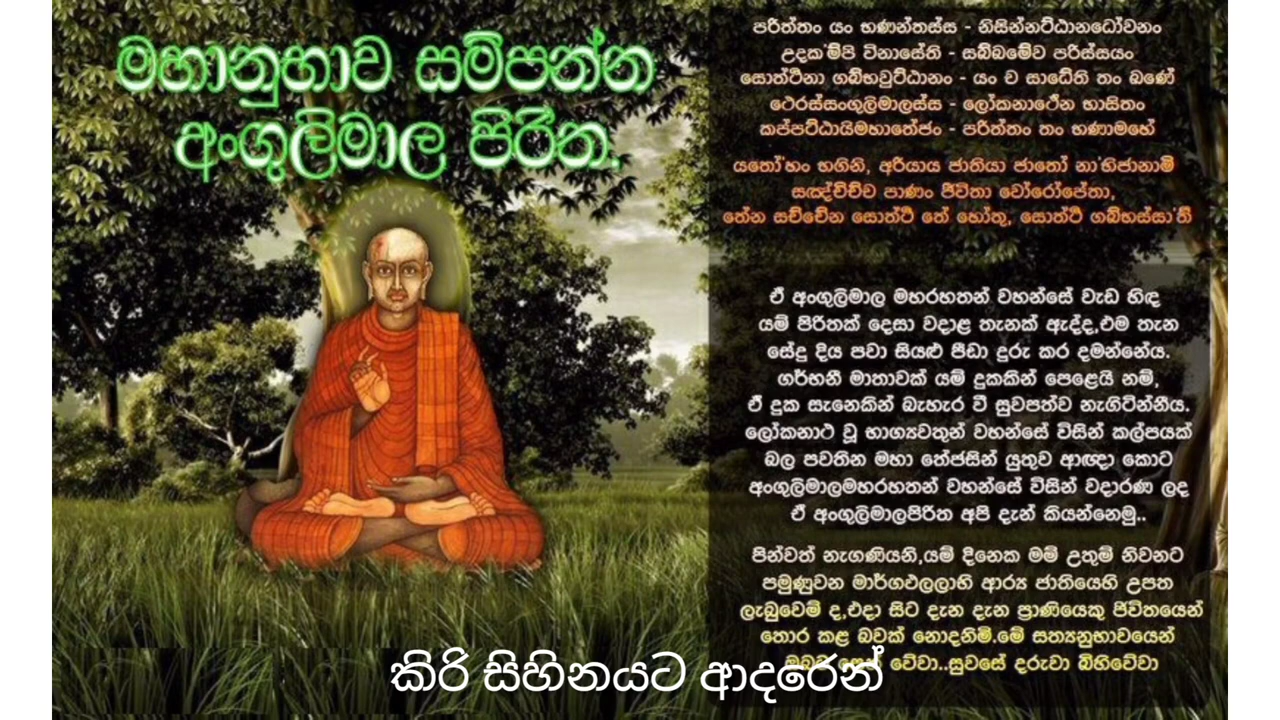 මහානුභාව සම්පන්න
අංගුලිමාල පිරිත.
පරිත්තං යං භණන්තස්ස - නිසින්නට්ඨානධෝවනං
උදකම්'පි විනාසේති - සබ්බමේව පරිස්සයං
සොත්ථිනා ගබ්භවුට්ඨානං - යං ච සාධේති තං ඛණේ
ථෙරස්සංගුලිමාලස්ස - ලෝකනාථේන භාසිතං
කප්පට්ඨායිමහාතේජං - පරිත්තං තං භණාමහේ
යතෝ'හං භගිනි, අරියාය ජාතියා ජාතෝ නා'භිජානාමි
සඤ්චිච්ච පාණං ජීවිතා වෝරෝපේතා,
තේන සච්චේන සොත්ථි තේ හෝතු, සොත්ථි ගබ්භස්සා'ති
ඒ අංගුලිමාල මහරහතන් වහන්සේ වැඩ හිඳ
යම් පිරිතක් දෙසා වදාළ තැනක් ඇද්ද,එම තැන
සේදු දිය පවා සියළු පීඩා දුරු කර දමන්නේය.
ගර්භනී මාතාවක් යම් දුකකින් පෙළෙයි නම්,
ඒ දුක සැනෙකින් බැහැර වී සුවපත්ව නැගිටින්නීය.
ලෝකනාථ වූ භාග්‍යවතුන් වහන්සේ විසින් කල්පයක්
බල පවතින මහා තේජසින් යුතුව ආඥා කොට
අංගුලිමාලමහරහතන් වහන්සේ විසින් වදාරණ ලද
ඒ අංගුලිමාලපිරිත අපි දැන් කියන්නෙමු..
පින්වත් නැගණියනි,යම් දිනෙක මම් උතුම් නිවනට
පමුණුවන මාර්ගඵලලාභි ආර්‍ය ජාතියෙහි උපත
ලැබුවෙම් ද,එදා සිට දැන දැන ප්‍රාණියෙකු ජිවිතයෙන්
තොර කළ බවක් නොදනිමි.මේ සත්‍යනුභාවයෙන්
වේවා..සුවසේ දරුවා බිහිවේවා
කිරි සිහිනයට ආදරෙන්